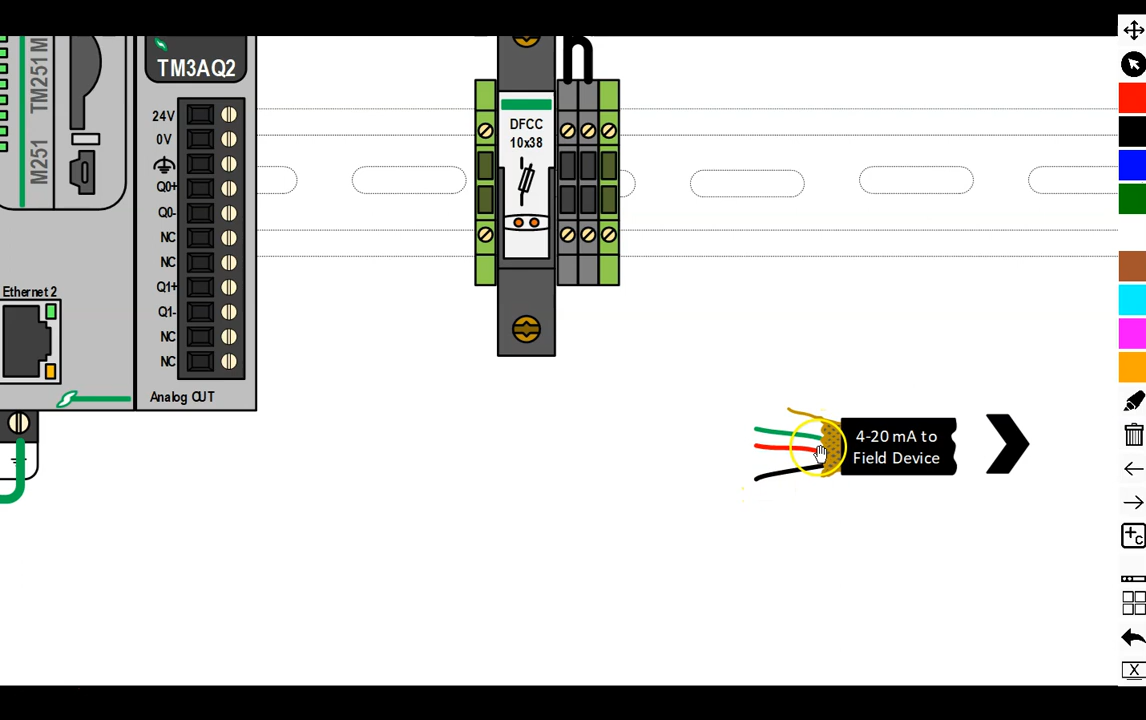 TM251 M
M251
TM3AQ2
24V
0V
Q0+
Q0-
NC
NC
Q1+
Q1-
NC
NC
Analog OUT
Ethernet 2
DFCC
10x38
4-20 mA to
Field Device
+C
X